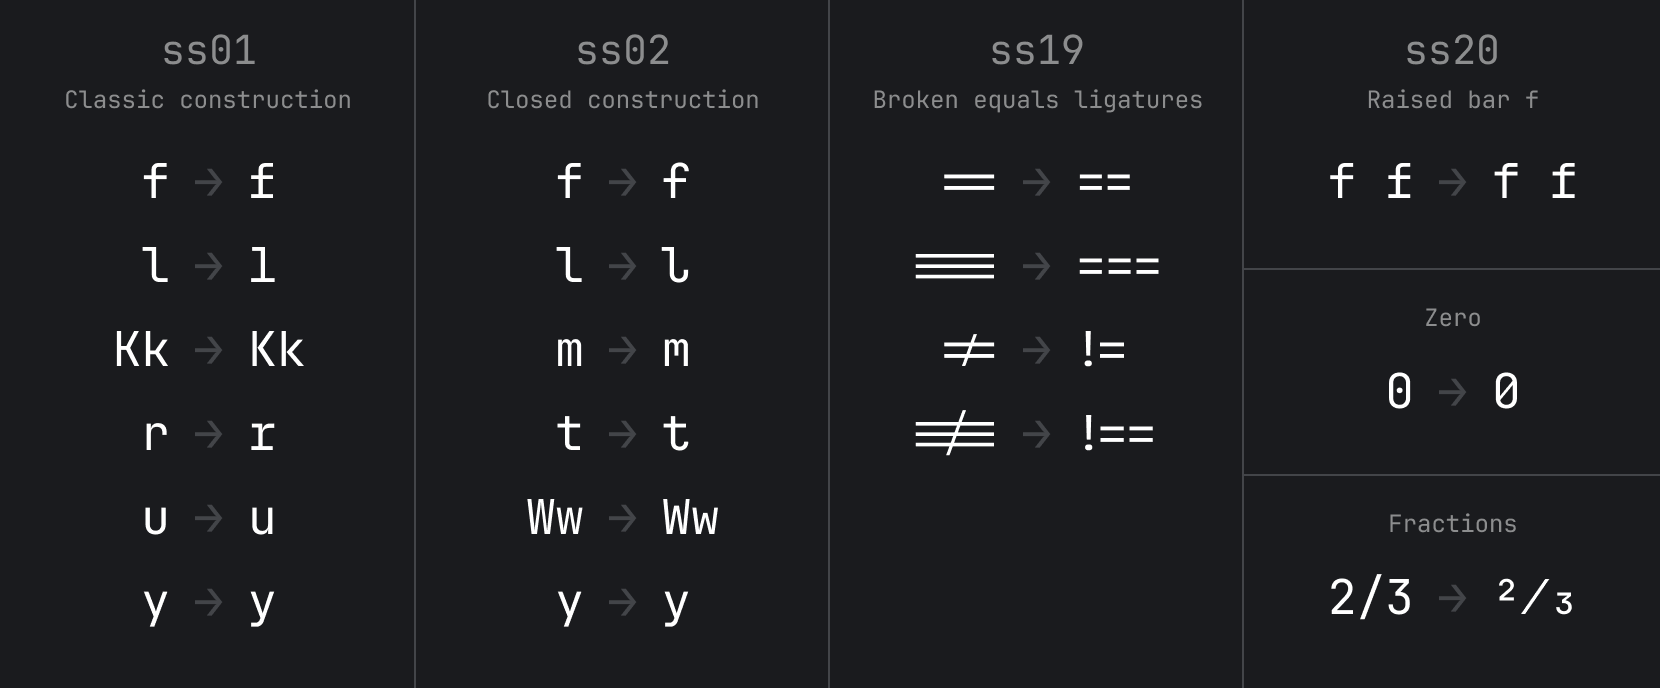 ss01
Classic construction
f → f
l → l
Kk → Kk
r → r
u → u
y → y
ss02
Closed construction
f → f
l → l
m → m
t → t
Ww → Ww
y → y
ss19
Broken equals ligatures
== → ==
=== → ===
!= → !=
!== → !==
ss20
Raised bar f
f f → f f
Zero
0 → 0
Fractions
2/3 → ²⁄₃